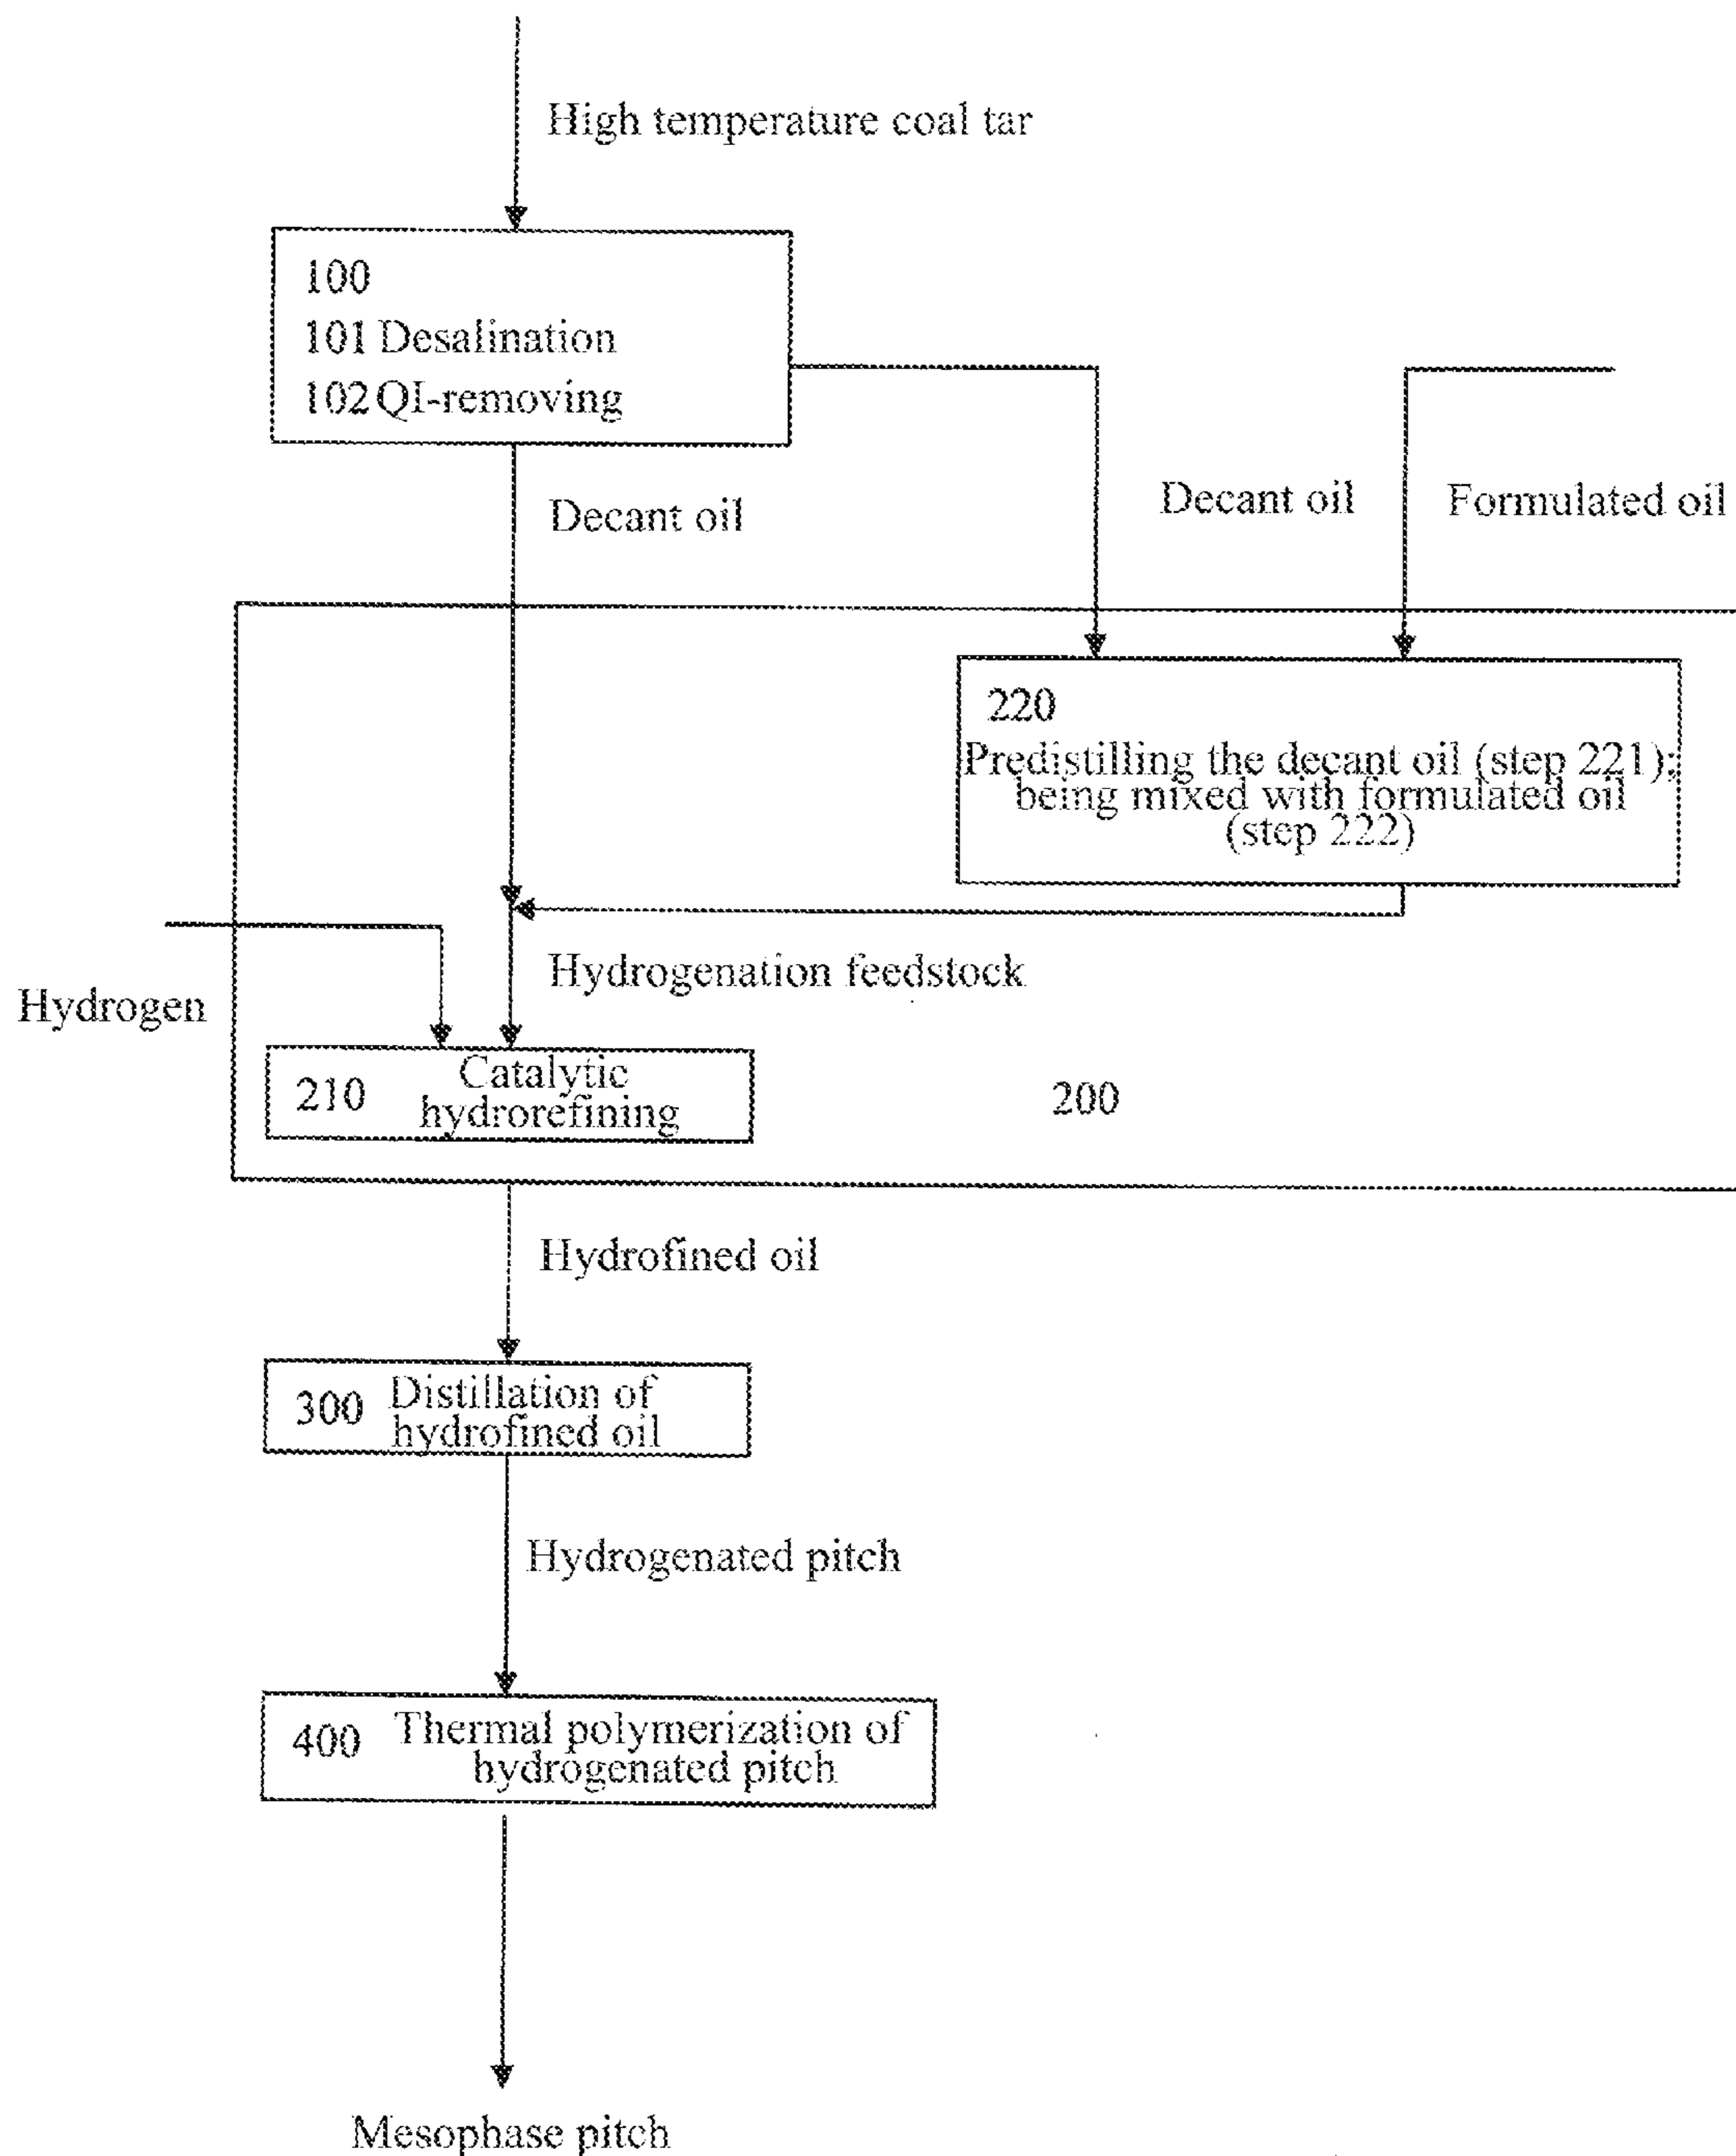 High temperature coal tar
100
101 Desalination
102 QI-removing
Decant oil
Decant oil
Formulated oil
220
Predistilling the decant oil (step 221);
being mixed with formulated oil
(step 222)
Hydrogen
Hydrogenation feedstock
210 Catalytic
hydrorefining
200
Hydrofined oil
300 Distillation of
hydrofined oil
Hydrogenated pitch
400 Thermal polymerization of
hydrogenated pitch
Mesophase pitch